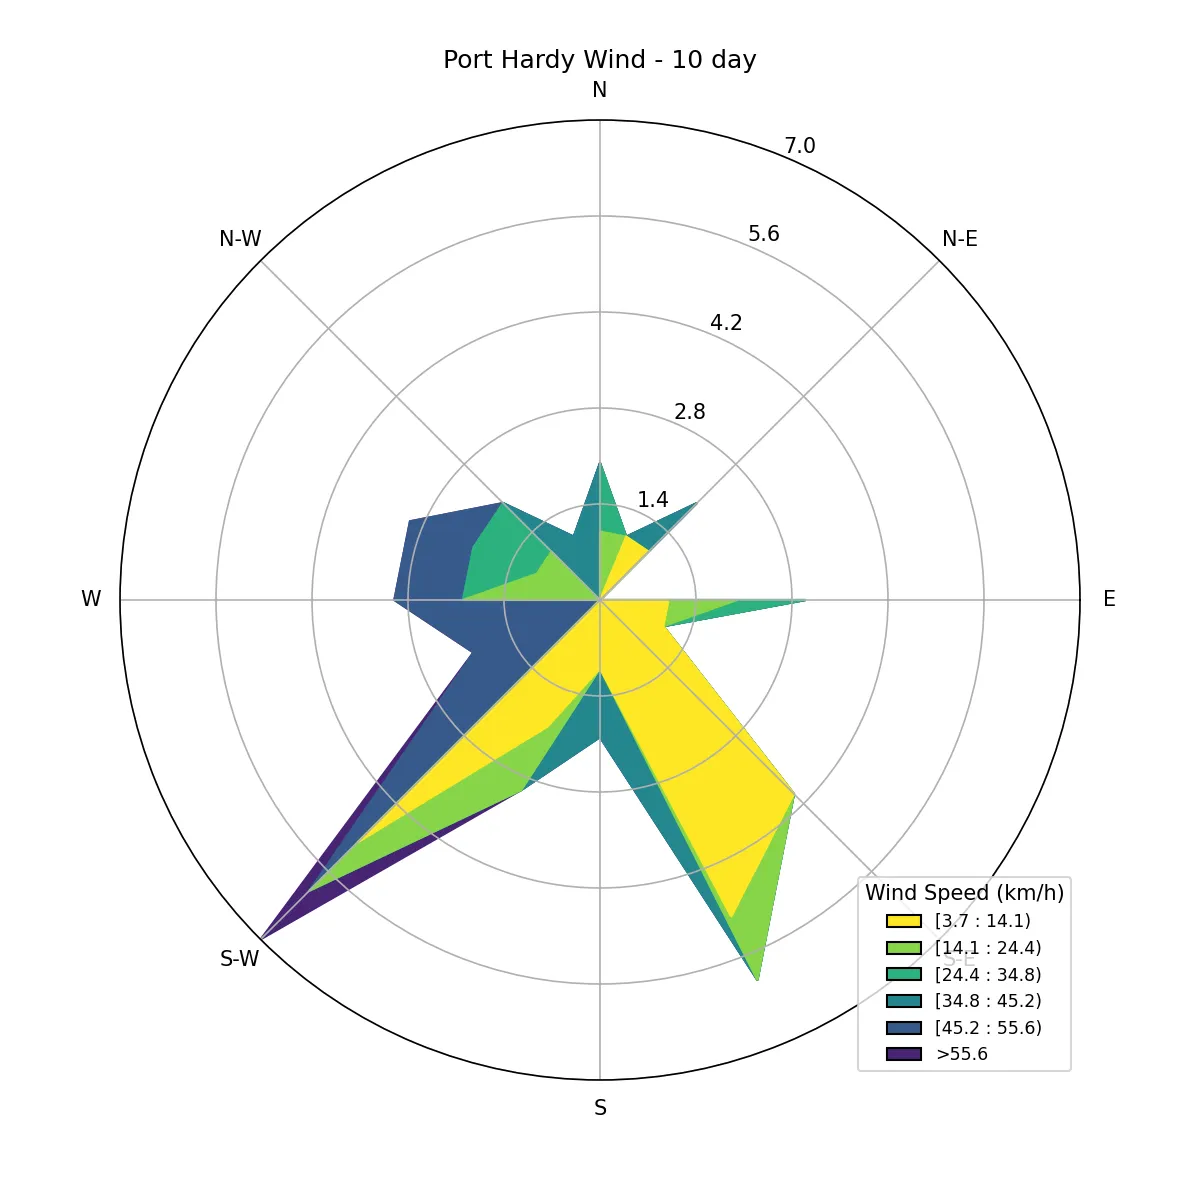 Port Hardy Wind - 10 day
N
7.0
N-W
5.6
N-E
4.2
2.8
1.4
W
E
S-W
S-E
Wind Speed (km/h)
[3.7 : 14.1)
[14.1 : 24.4)
[24.4 : 34.8)
[34.8 : 45.2)
[45.2 : 55.6)
>55.6
S